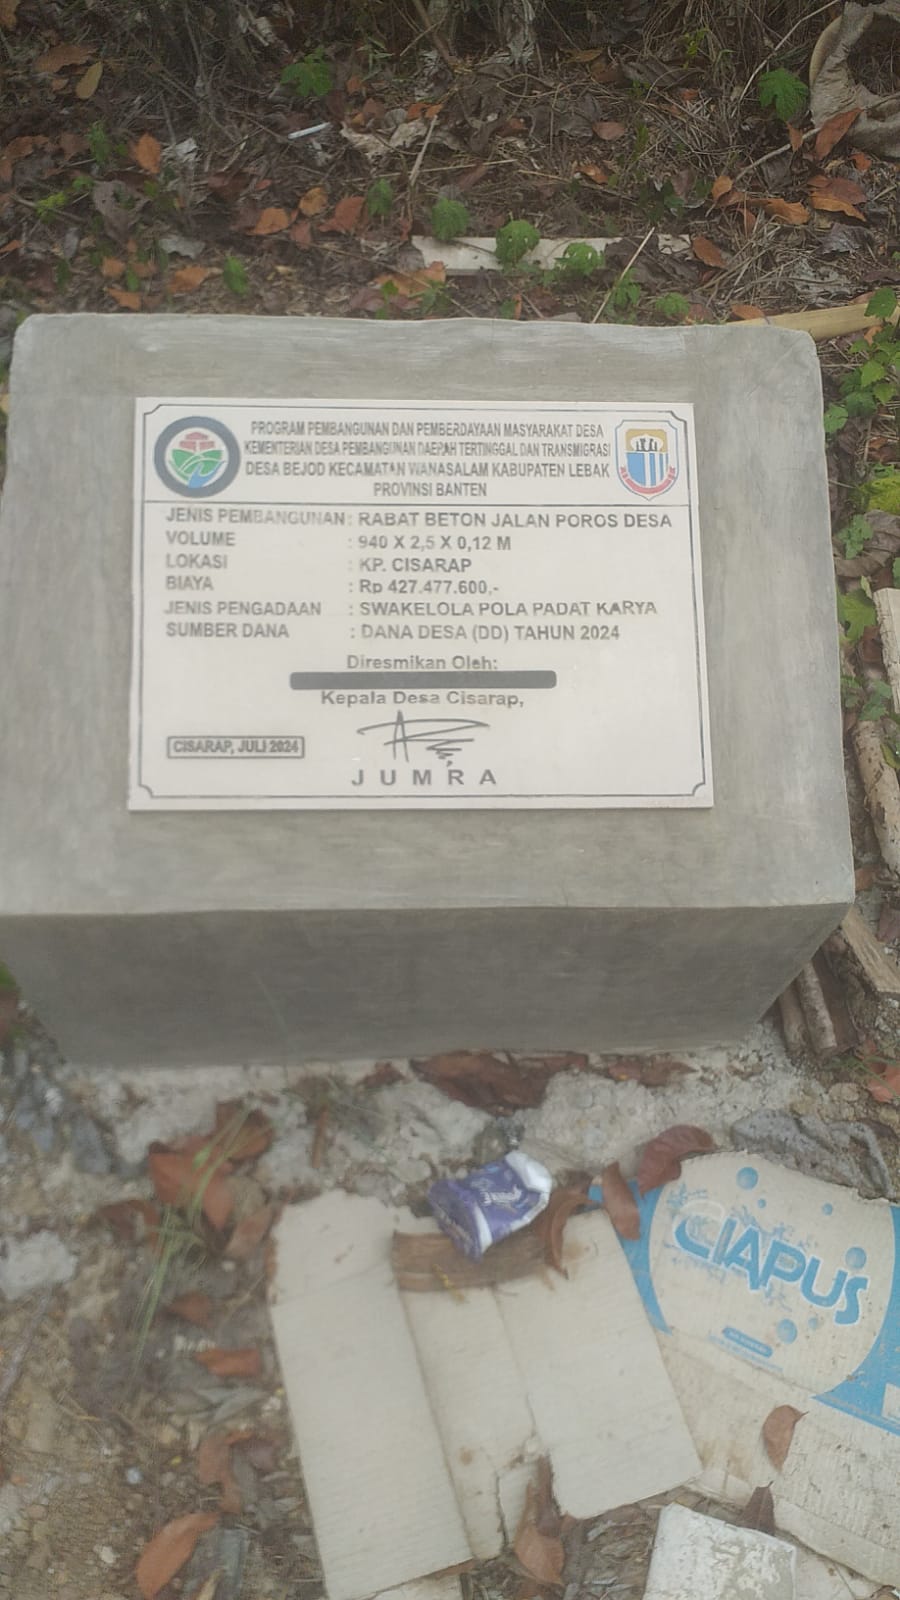 PROGRAM PEMBANGUNAN DAN PEMBERDAYAAN MASYARAKAT DESA
KEMENTERIAN DESA PEMBANGUNAN DAERAH TERTINGGAL DAN TRANSMIGRASI
DESA BEJOD KECAMATAN WANASALAM KABUPATEN LEBAK
PROVINSI BANTEN
JENIS PEMBANGUNAN : RABAT BETON JALAN POROS DESA
VOLUME : 940 X 2,5 X 0,12 M
LOKASI : KP. CISARAP
BIAYA : Rp 427.477.600,-
JENIS PENGADAAN : SWAKELOLA POLA PADAT KARYA
SUMBER DANA : DANA DESA (DD) TAHUN 2024
Diresmikan Oleh:
Kepala Desa Cisarap,
CISARAP, JULI 2024
JUMRA
CIAPUS